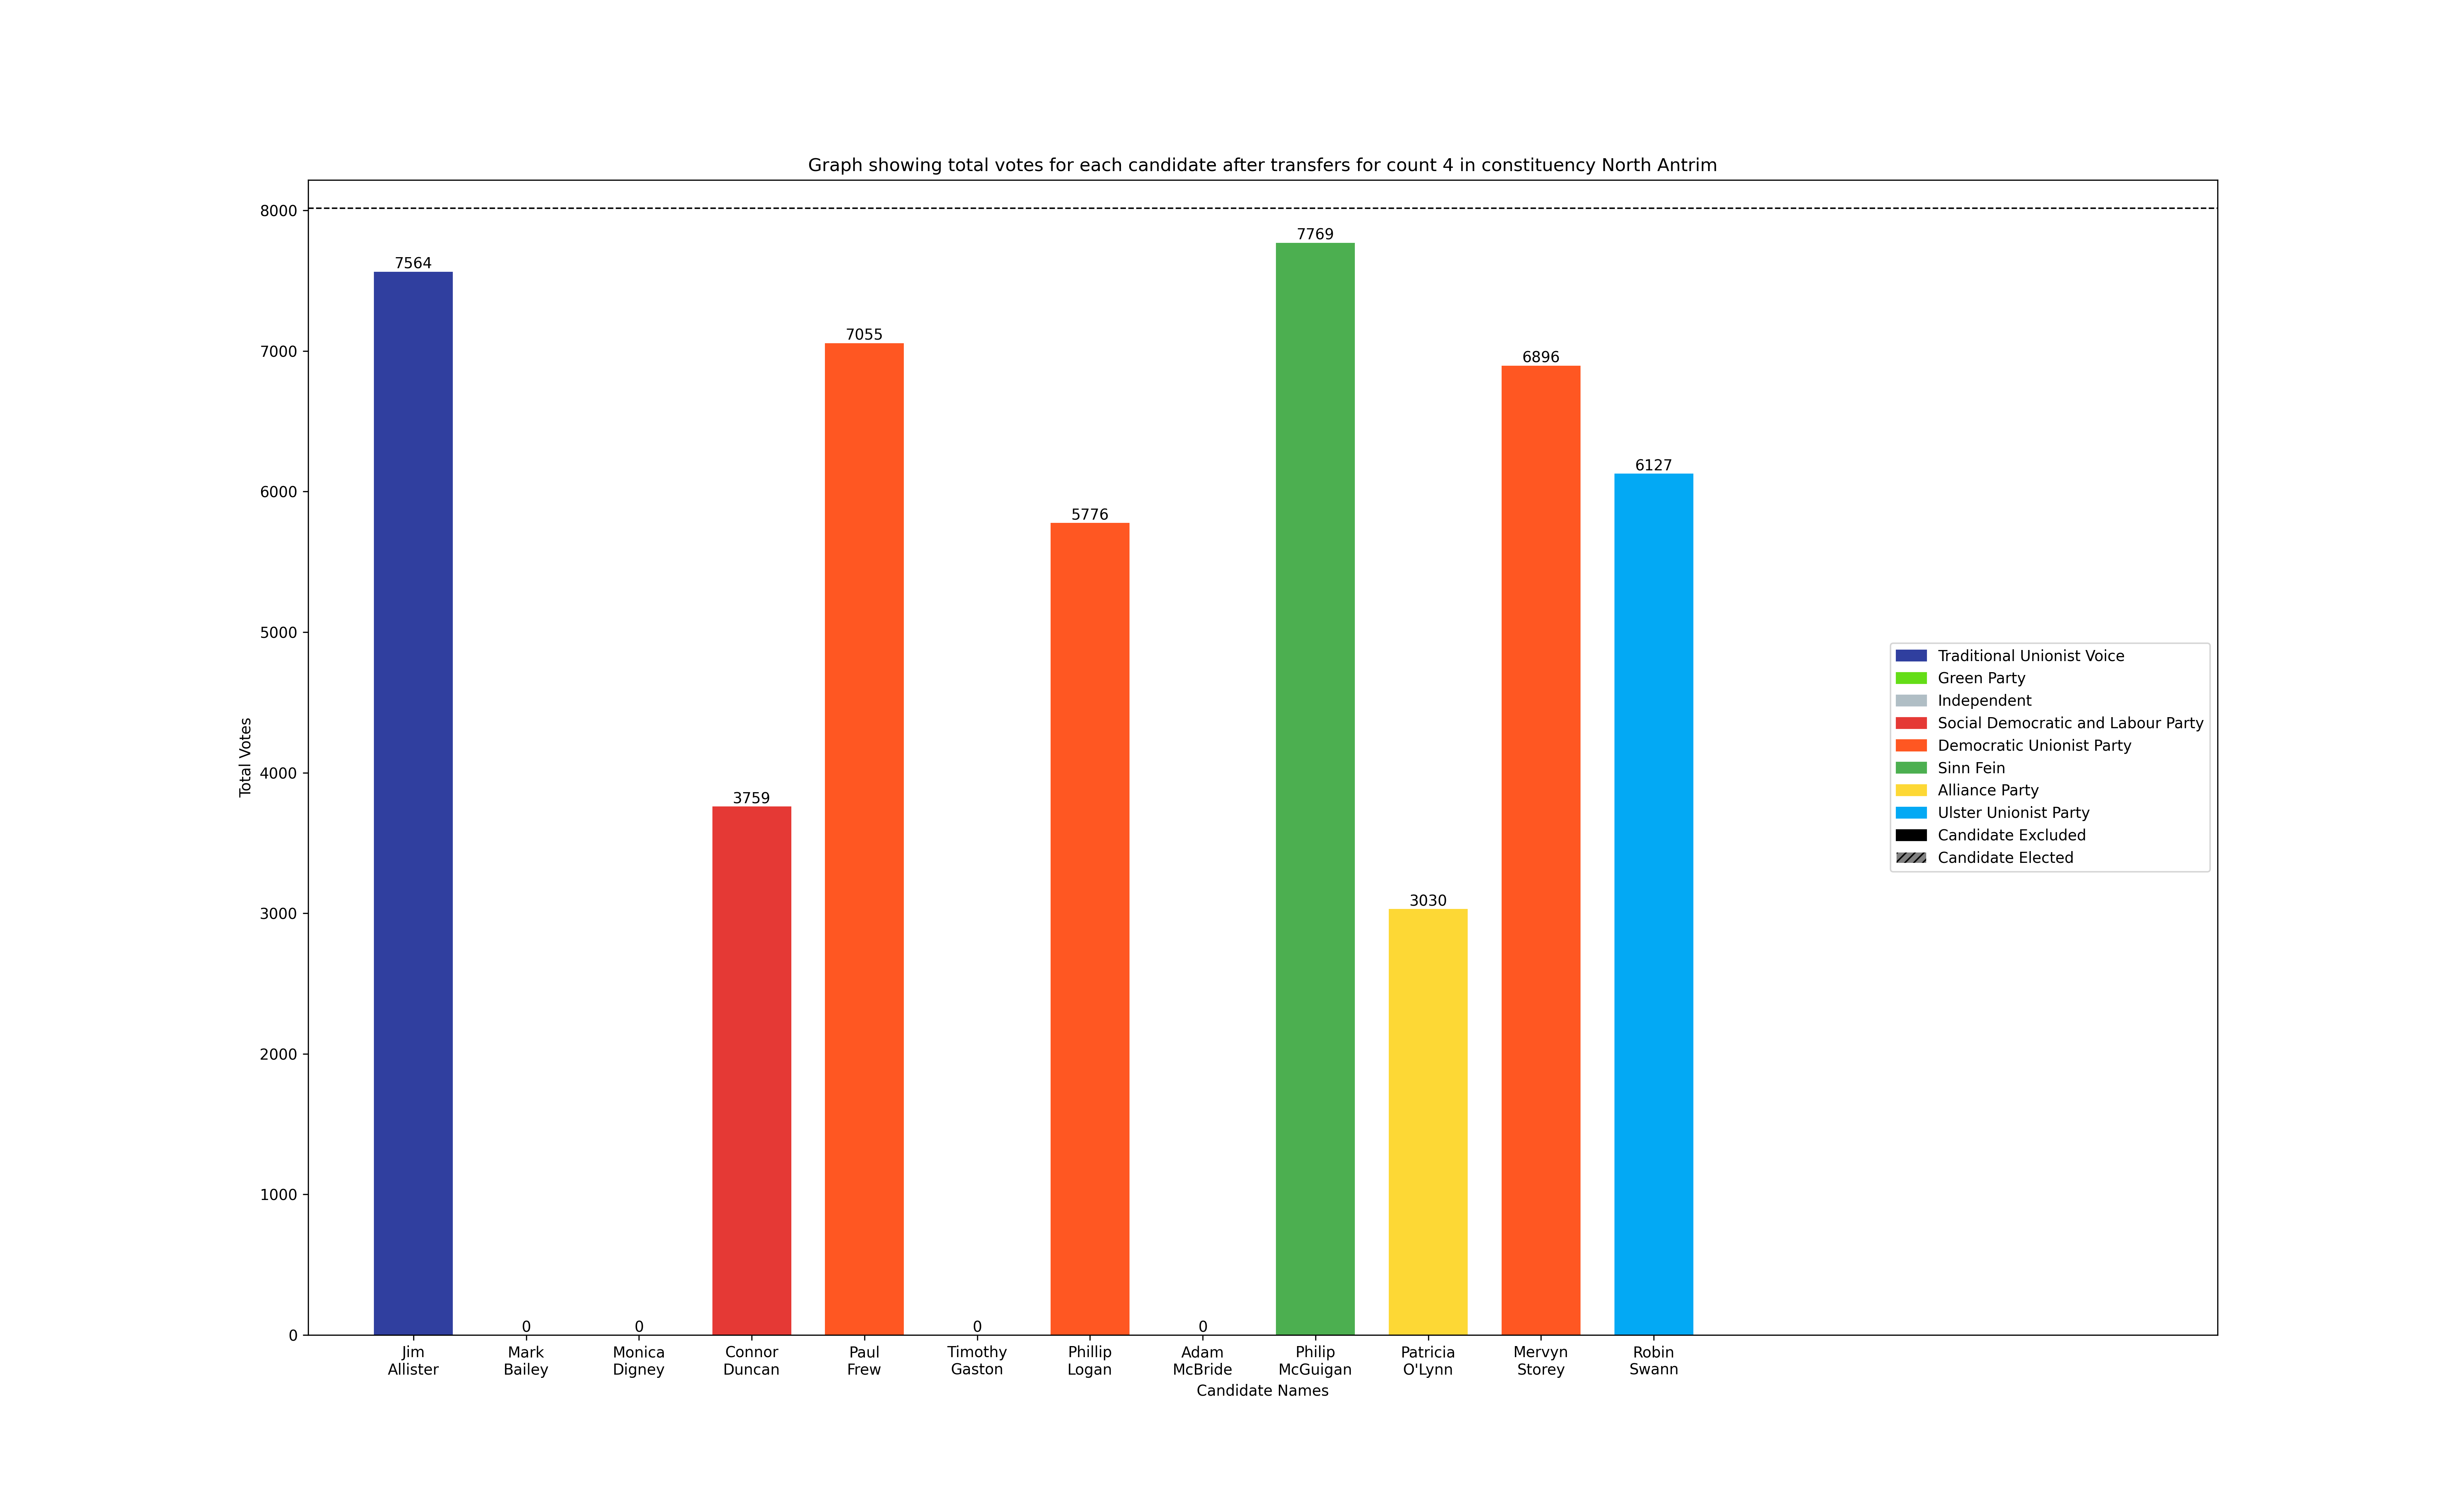 Graph showing total votes for each candidate after transfers for count 4 in constituency North Antrim
Total Votes
8000
7000
6000
5000
4000
3000
2000
1000
0
7564
0
0
3759
7055
0
5776
0
7769
3030
6896
6127
Jim
Allister
Mark
Bailey
Monica
Digney
Connor
Duncan
Paul
Frew
Timothy
Gaston
Phillip
Logan
Adam
McBride
Philip
McGuigan
Patricia
O'Lynn
Mervyn
Storey
Robin
Swann
Candidate Names
Traditional Unionist Voice
Green Party
Independent
Social Democratic and Labour Party
Democratic Unionist Party
Sinn Fein
Alliance Party
Ulster Unionist Party
Candidate Excluded
Candidate Elected